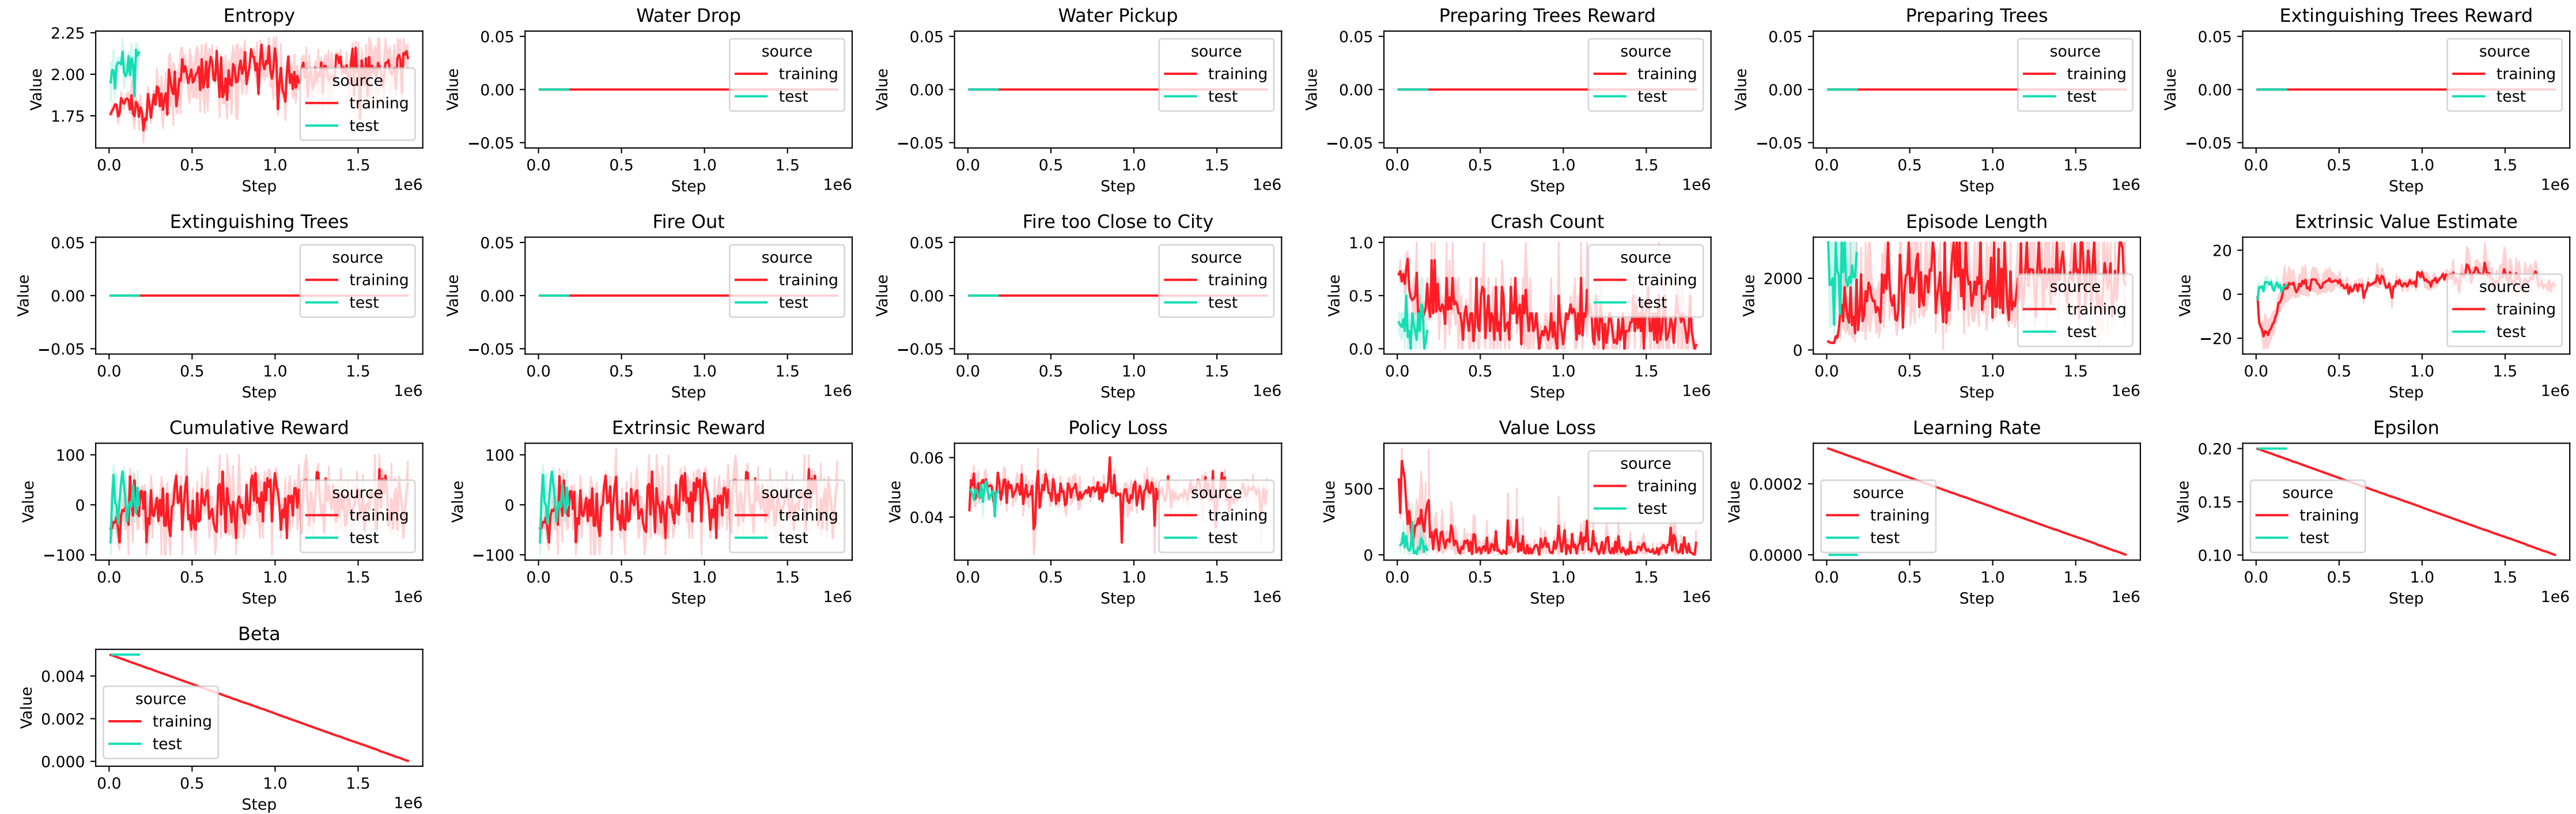 Entropy
Value
2.25
2.00
1.75
source
training
test
0.0 0.5 1.0 1.5
Step 1e6
Water Drop
Value
0.05
0.00
−0.05
source
training
test
0.0 0.5 1.0 1.5
Step 1e6
Water Pickup
Value
0.05
0.00
−0.05
source
training
test
0.0 0.5 1.0 1.5
Step 1e6
Preparing Trees Reward
Value
0.05
0.00
−0.05
source
training
test
0.0 0.5 1.0 1.5
Step 1e6
Preparing Trees
Value
0.05
0.00
−0.05
source
training
test
0.0 0.5 1.0 1.5
Step 1e6
Extinguishing Trees Reward
Value
0.05
0.00
−0.05
source
training
test
0.0 0.5 1.0 1.5
Step 1e6
Extinguishing Trees
Value
0.05
0.00
−0.05
source
training
test
0.0 0.5 1.0 1.5
Step 1e6
Fire Out
Value
0.05
0.00
−0.05
source
training
test
0.0 0.5 1.0 1.5
Step 1e6
Fire too Close to City
Value
0.05
0.00
−0.05
source
training
test
0.0 0.5 1.0 1.5
Step 1e6
Crash Count
Value
1.0
0.5
0.0
source
training
test
0.0 0.5 1.0 1.5
Step 1e6
Episode Length
Value
2000
0
source
training
test
0.0 0.5 1.0 1.5
Step 1e6
Extrinsic Value Estimate
Value
20
0
−20
source
training
test
0.0 0.5 1.0 1.5
Step 1e6
Cumulative Reward
Value
100
0
−100
source
training
test
0.0 0.5 1.0 1.5
Step 1e6
Extrinsic Reward
Value
100
0
−100
source
training
test
0.0 0.5 1.0 1.5
Step 1e6
Policy Loss
Value
0.06
0.04
source
training
test
0.0 0.5 1.0 1.5
Step 1e6
Value Loss
Value
500
0
source
training
test
0.0 0.5 1.0 1.5
Step 1e6
Learning Rate
Value
0.0002
0.0000
source
training
test
0.0 0.5 1.0 1.5
Step 1e6
Epsilon
Value
0.20
0.15
0.10
source
training
test
0.0 0.5 1.0 1.5
Step 1e6
Beta
Value
0.004
0.002
0.000
source
training
test
0.0 0.5 1.0 1.5
Step 1e6